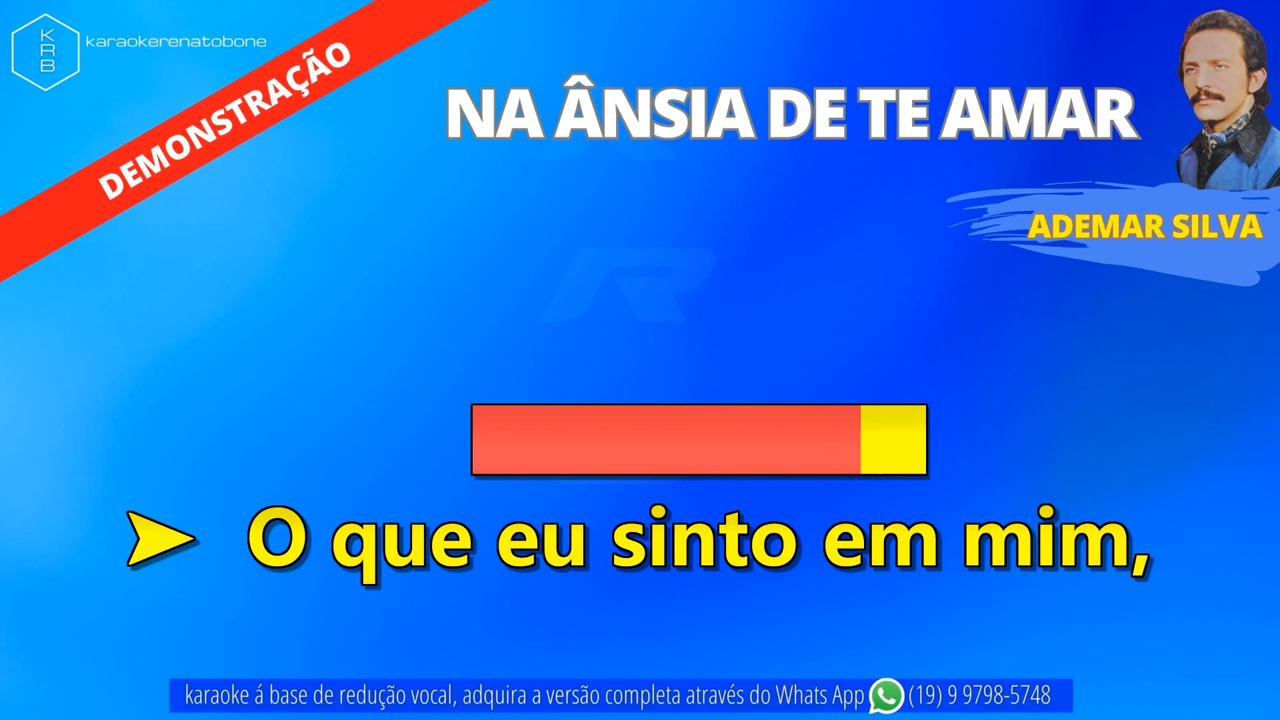 KRB
karaokerenatobone
DEMONSTRAÇÃO
NA ÂNSIA DE TE AMAR
ADEMAR SILVA
➤ O que eu sinto em mim,
karaoke á base de redução vocal, adquira a versão completa através do Whats App (19) 9 9798-5748